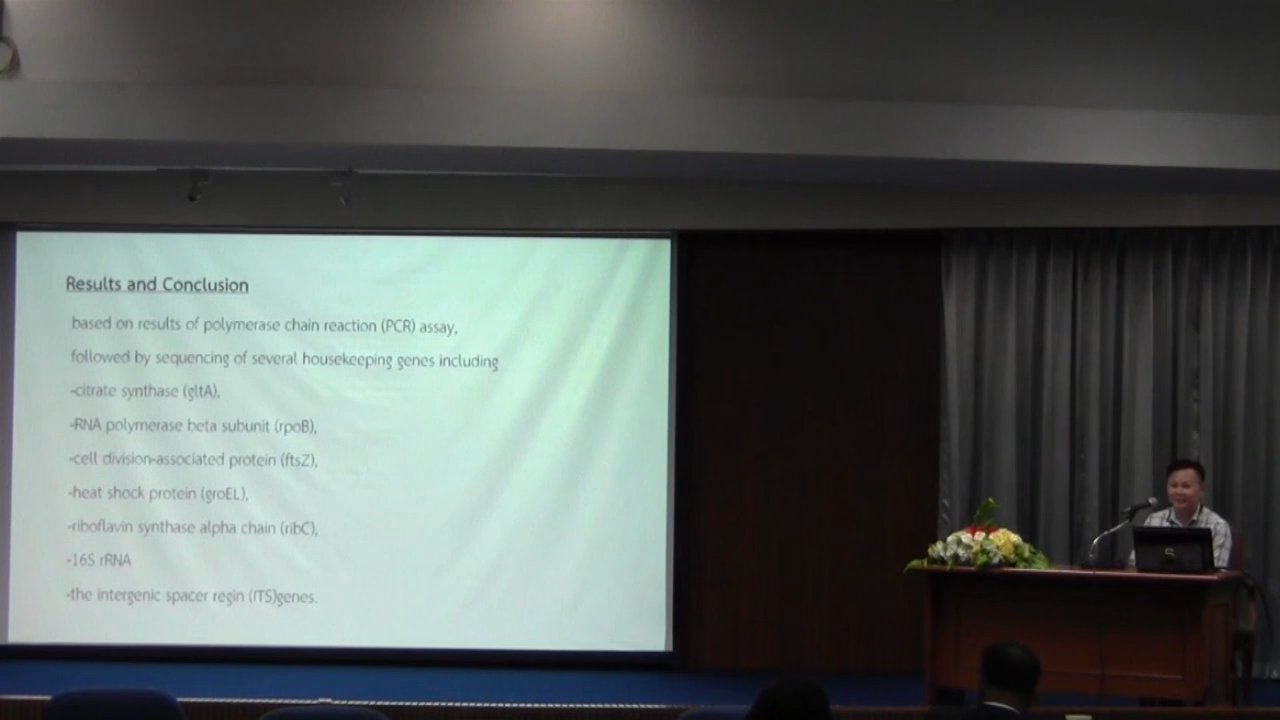 Results and Conclusion
based on results of polymerase chain reaction (PCR) assay,
followed by sequencing of several housekeeping genes including
-citrate synthase (gltA),
-RNA polymerase beta subunit (rpoB),
-cell division-associated protein (ftsZ),
-heat shock protein (groEL),
-riboflavin synthase alpha chain (ribC),
-16S rRNA
-the intergenic spacer regin (ITS)genes.